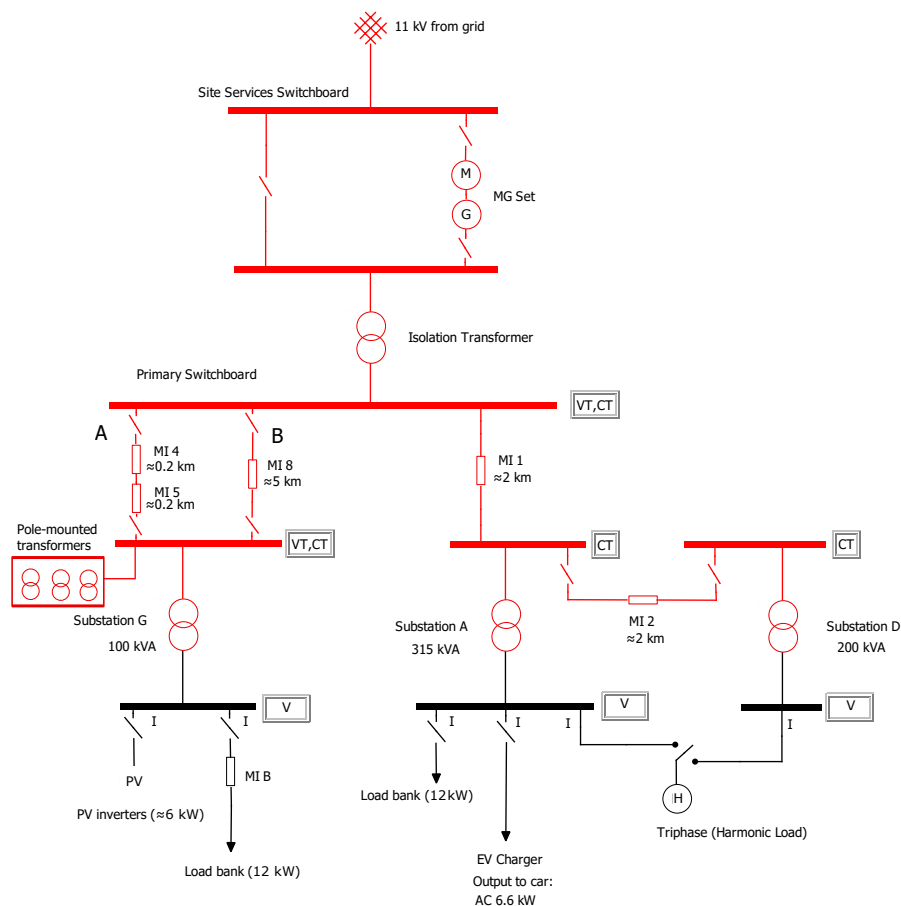 11 kV from grid
Site Services Switchboard
M
MG Set
G
Isolation Transformer
Primary Switchboard
VT,CT
A
B
MI 4
≈0.2 km
MI 8
≈5 km
MI 1
≈2 km
MI 5
≈0.2 km
Pole-mounted
transformers
VT,CT
CT
CT
MI 2
≈2 km
Substation G
100 kVA
Substation A
315 kVA
Substation D
200 kVA
V
V
V
I
I
I
I
I
I
PV
MI B
PV inverters (≈6 kW)
Load bank (12 kW)
Load bank (12kW)
H
Triphase (Harmonic Load)
EV Charger
Output to car:
AC 6.6 kW